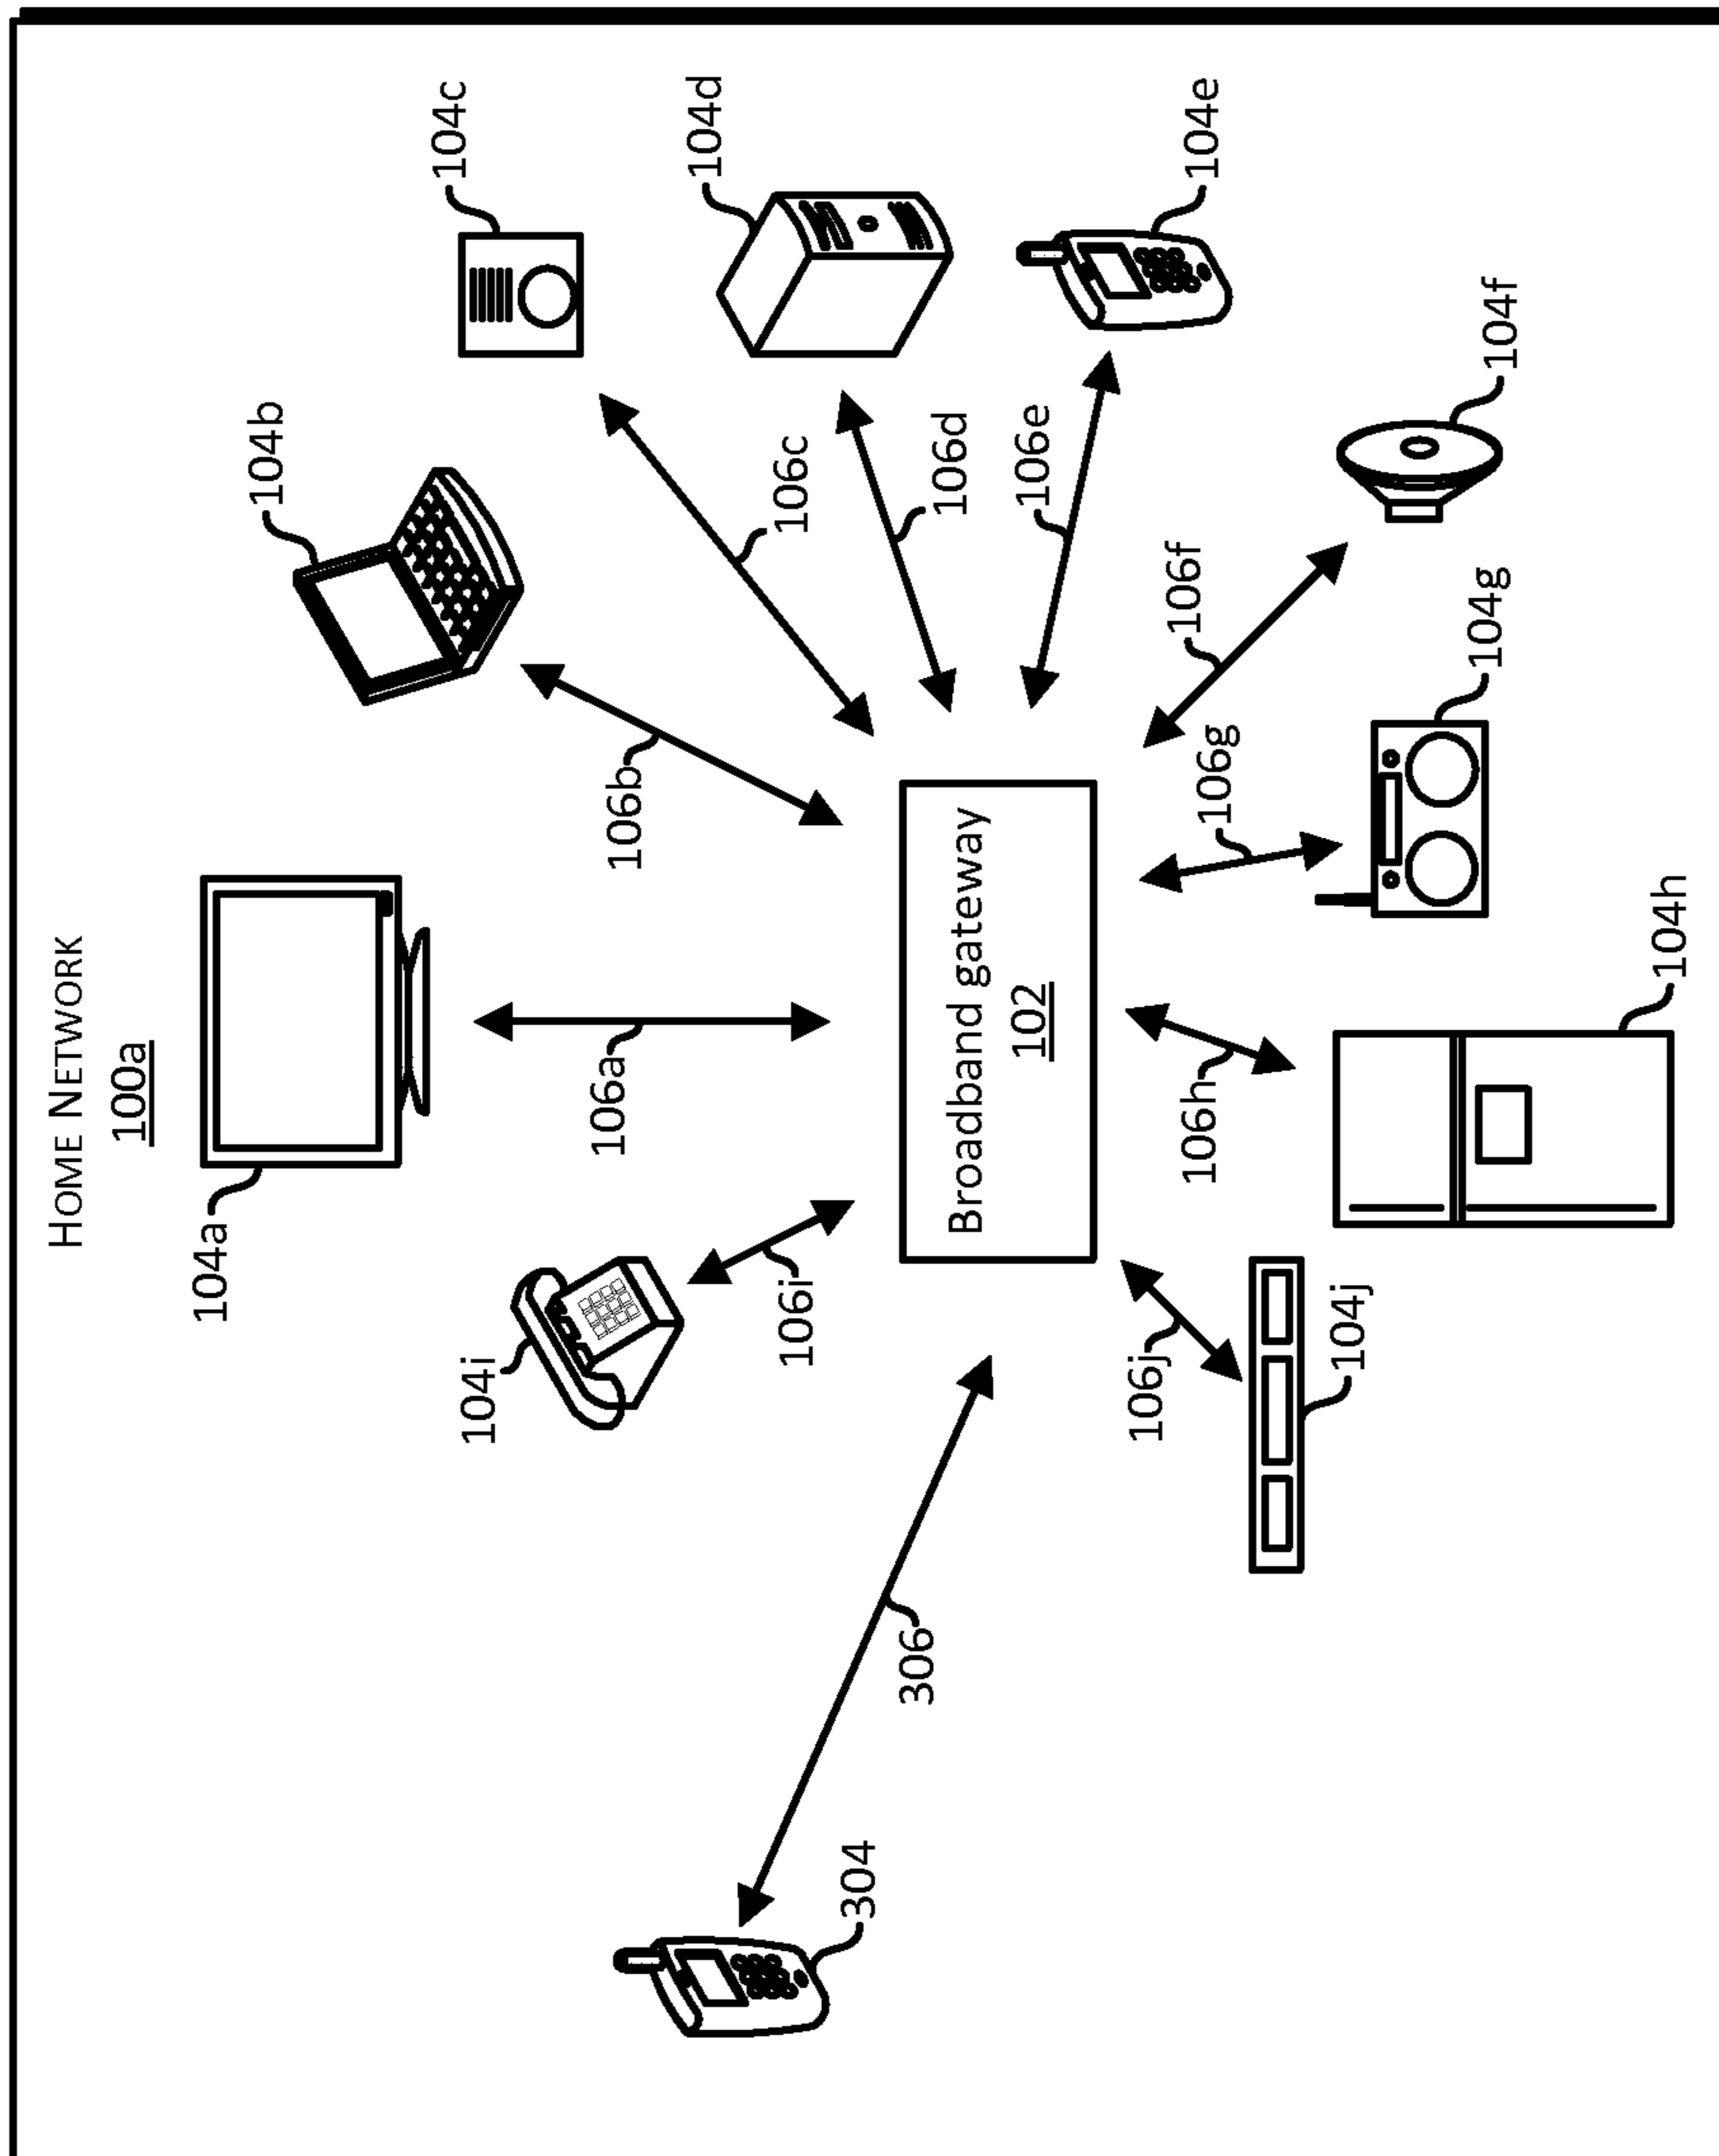 HOME NETWORK
100a
104a
104b
104c
104d
104e
104f
104g
104h
104i
104j
106a
106b
106c
106d
106e
106f
106g
106h
106i
106j
Broadband gateway
102
304
306